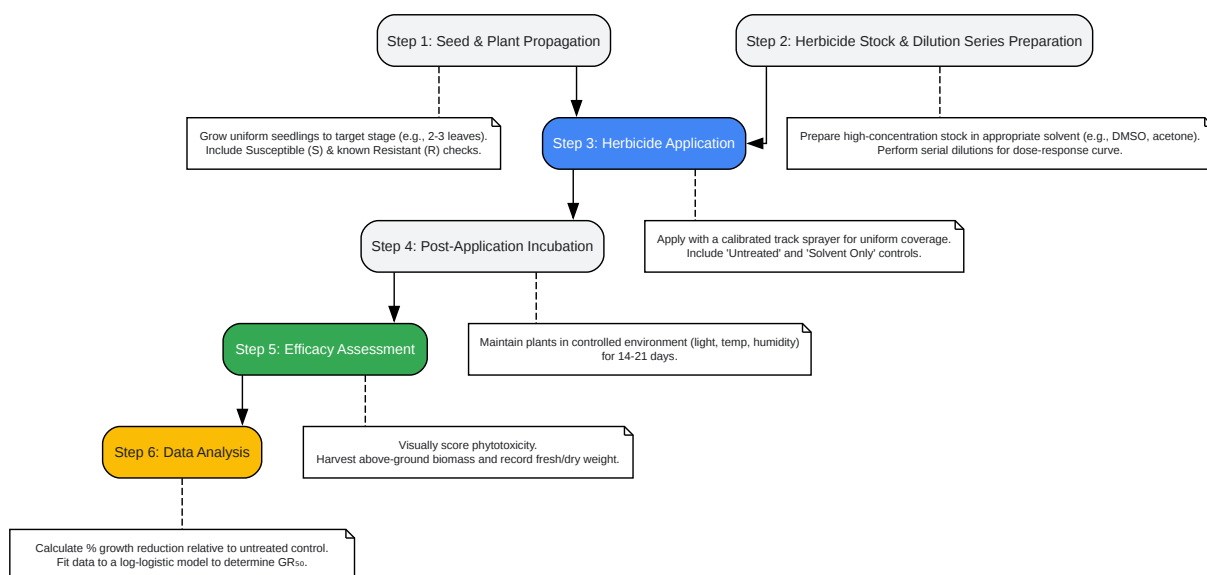 Step 1: Seed & Plant Propagation
Step 2: Herbicide Stock & Dilution Series Preparation
Grow uniform seedlings to target stage (e.g., 2-3 leaves).
Include Susceptible (S) & known Resistant (R) checks.
Step 3: Herbicide Application
Prepare high-concentration stock in appropriate solvent (e.g., DMSO, acetone).
Perform serial dilutions for dose-response curve.
Step 4: Post-Application Incubation
Apply with a calibrated track sprayer for uniform coverage.
Include 'Untreated' and 'Solvent Only' controls.
Step 5: Efficacy Assessment
Maintain plants in controlled environment (light, temp, humidity)
for 14-21 days.
Step 6: Data Analysis
Visually score phytotoxicity.
Harvest above-ground biomass and record fresh/dry weight.
Calculate % growth reduction relative to untreated control.
Fit data to a log-logistic model to determine GR₅₀.